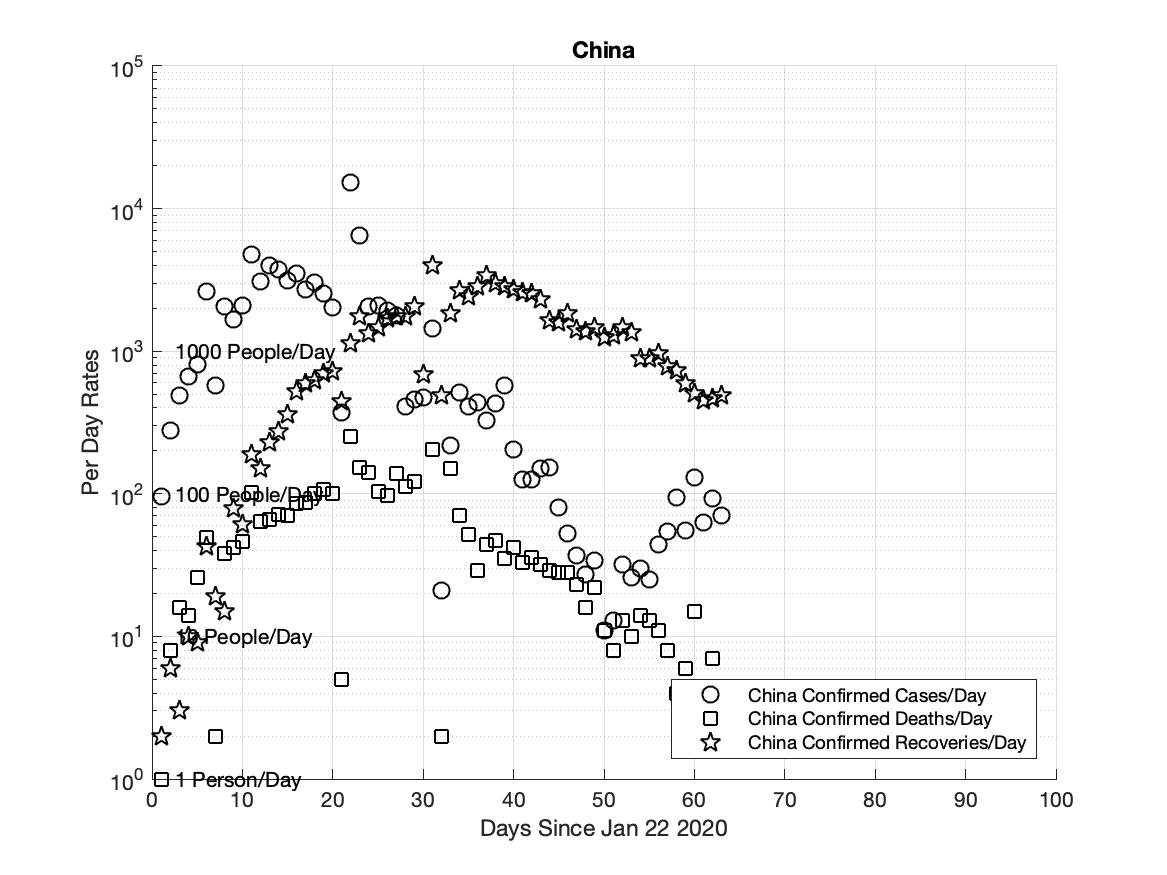 China
10^5
10^4
10^3
10^2
10^1
10^0
Per Day Rates
1000 People/Day
100 People/Day
10 People/Day
1 Person/Day
China Confirmed Cases/Day
China Confirmed Deaths/Day
China Confirmed Recoveries/Day
0 10 20 30 40 50 60 70 80 90 100
Days Since Jan 22 2020